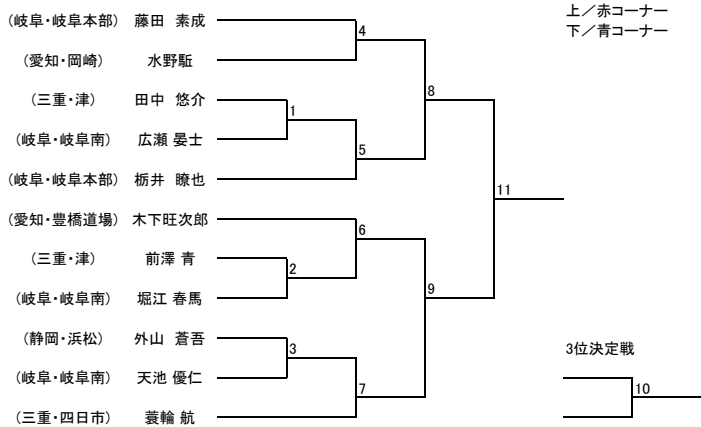 上／赤コーナー
下／青コーナー
(岐阜・岐阜本部) 藤田 素成
4
(愛知・岡崎) 水野駈
8
(三重・津) 田中 悠介
1
(岐阜・岐阜南) 広瀬 晏士
5
(岐阜・岐阜本部) 栃井 瞭也
11
(愛知・豊橋道場) 木下旺次郎
6
(三重・津) 前澤 青
2
(岐阜・岐阜南) 堀江 春馬
9
(静岡・浜松) 外山 蒼吾
3
3位決定戦
(岐阜・岐阜南) 天池 優仁
7
10
(三重・四日市) 蓑輪 航